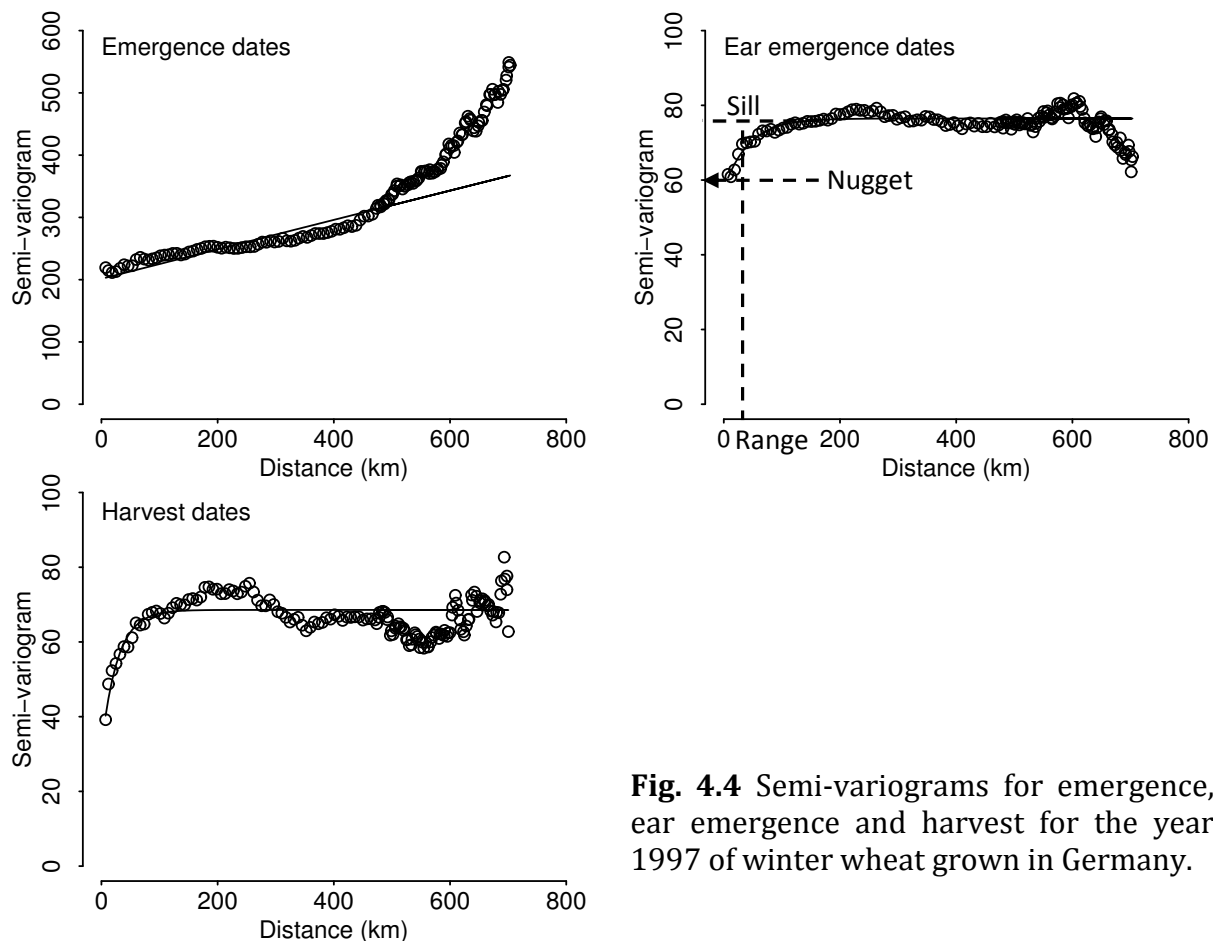 Emergence dates
600
500
400
300
200
100
0
Semi−variogram
0 200 400 600 800
Distance (km)
Ear emergence dates
100
80
60
40
20
0
Semi−variogram
Sill
Nugget
0 200 400 600 800
Range
Distance (km)
Harvest dates
100
80
60
40
20
0
Semi−variogram
0 200 400 600 800
Distance (km)
Fig. 4.4 Semi-variograms for emergence,
ear emergence and harvest for the year
1997 of winter wheat grown in Germany.